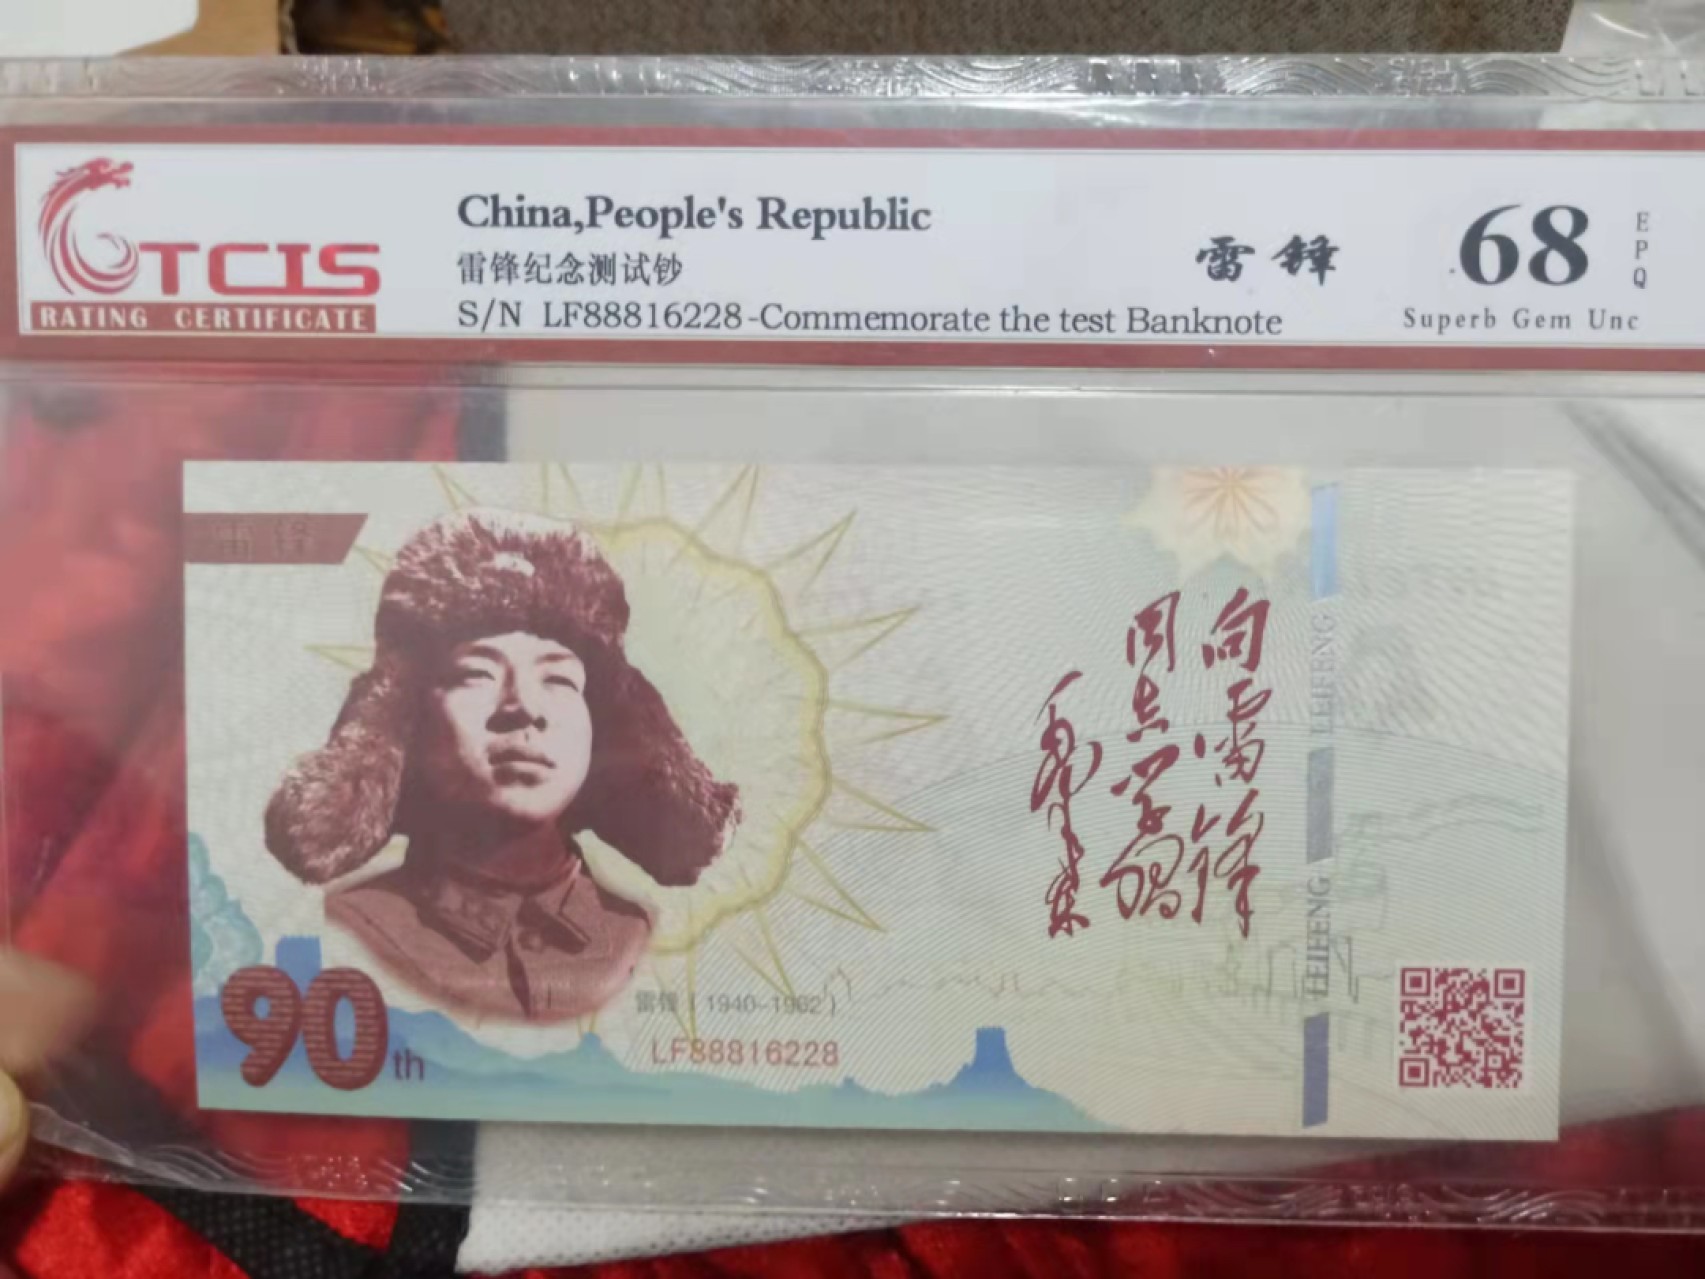 TCIS
RATING CERTIFICATE
China,People's Republic
雷锋纪念测试钞
S/N LF88816228-Commemorate the test Banknote
雷锋
68
EPQ
Superb Gem Unc
雷锋
向雷锋
同志学习
毛泽东
LEIFENG
LEIFENG
雷锋(1940-1962)
LF88816228
90th